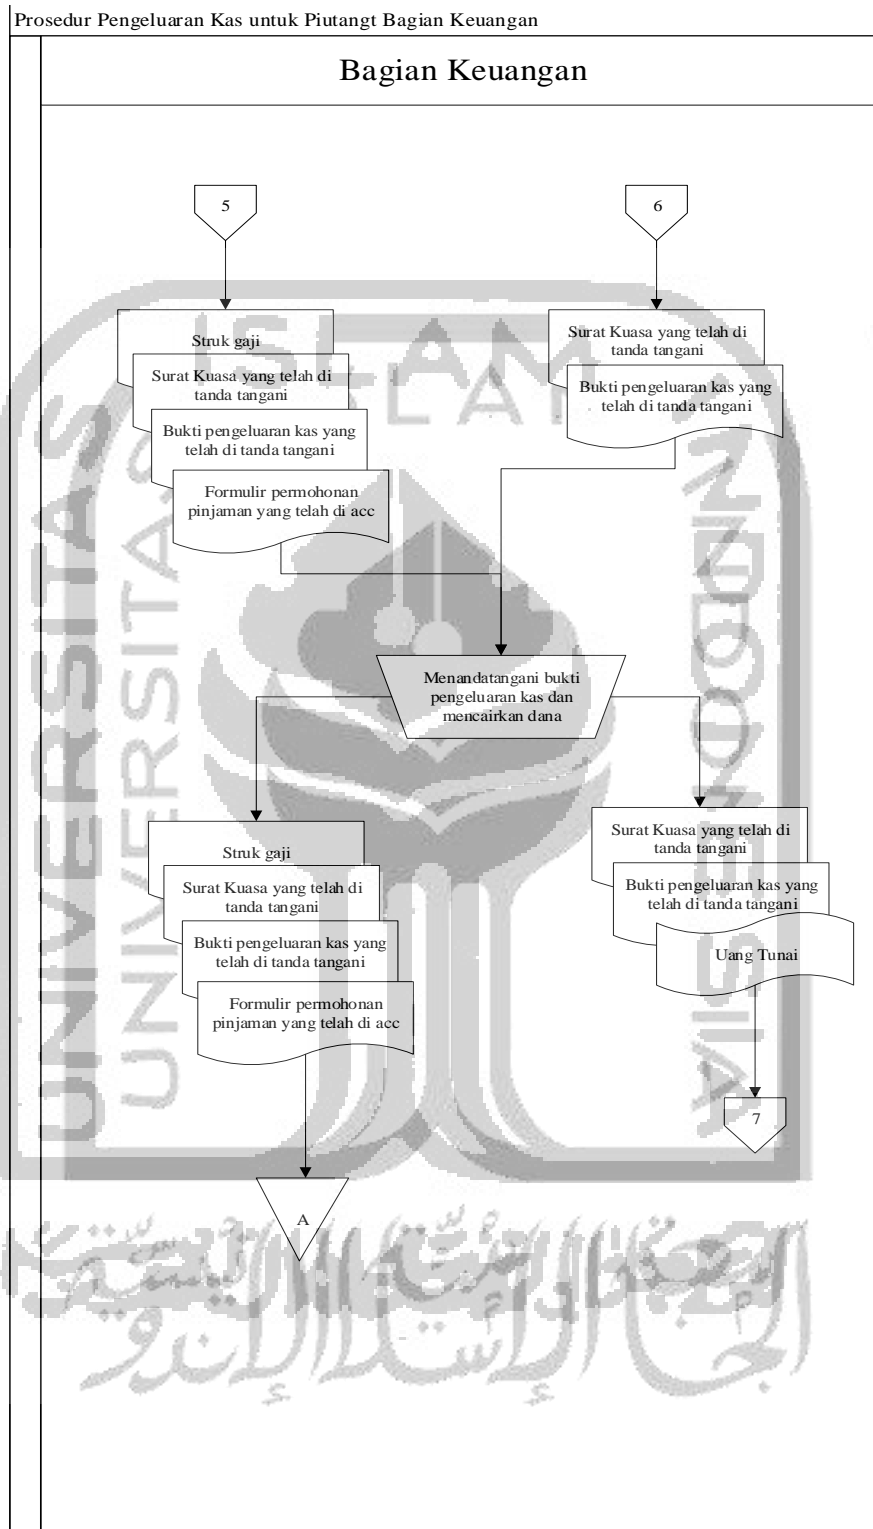 Prosedur Pengeluaran Kas untuk Piutangt Bagian Keuangan
Bagian Keuangan
5
6
Struk gaji
Surat Kuasa yang telah di
tanda tangani
Bukti pengeluaran kas yang
telah di tanda tangani
Formulir permohonan
pinjaman yang telah di acc
Surat Kuasa yang telah di
tanda tangani
Bukti pengeluaran kas yang
telah di tanda tangani
Menandatangani bukti
pengeluaran kas dan
mencairkan dana
Struk gaji
Surat Kuasa yang telah di
tanda tangani
Bukti pengeluaran kas yang
telah di tanda tangani
Formulir permohonan
pinjaman yang telah di acc
Surat Kuasa yang telah di
tanda tangani
Bukti pengeluaran kas yang
telah di tanda tangani
Uang Tunai
7
A
UNIVERSITAS
ISLAM
INDONESIA